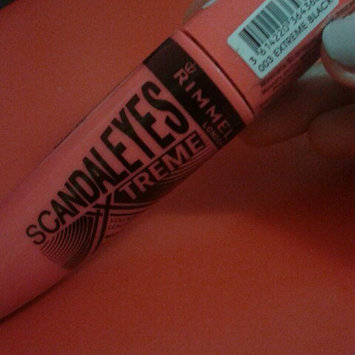 RIMMEL
LONDON
SCANDALEYES
XTREME
003 EXTREME BLACK